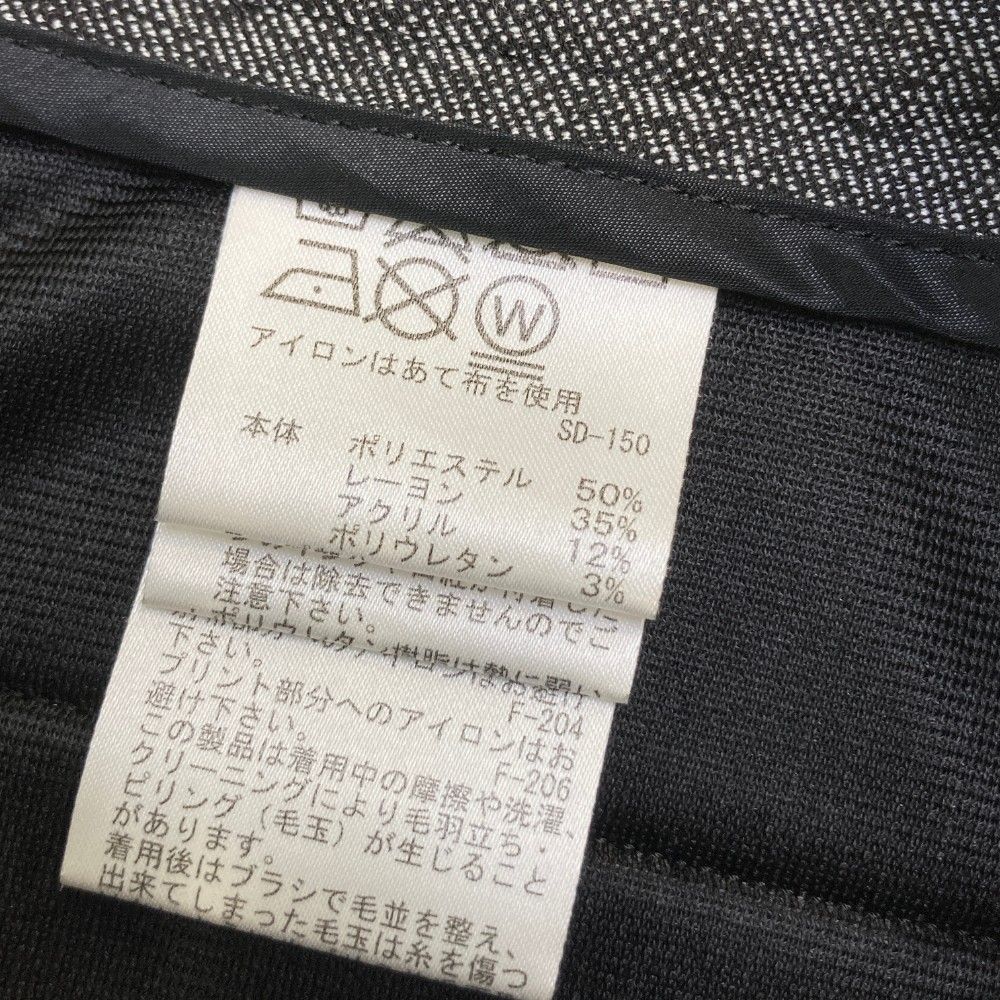 W
アイロンはあて布を使用
SD-150
本体 ポリエステル 50%
レーヨン 35%
アクリル 12%
ポリウレタン 3%
場合は除去できませんのでご
注意下さい。
下さい。
F-204
プリント部分へのアイロンはお
避け下さい。
F-206
この製品は着用中の摩擦や洗濯、
クリーニングにより毛羽立ち・
ピリング（毛玉）が生じること
があります。
着用後はブラシで毛並を整え、
出来てしまった毛玉は糸を傷つ